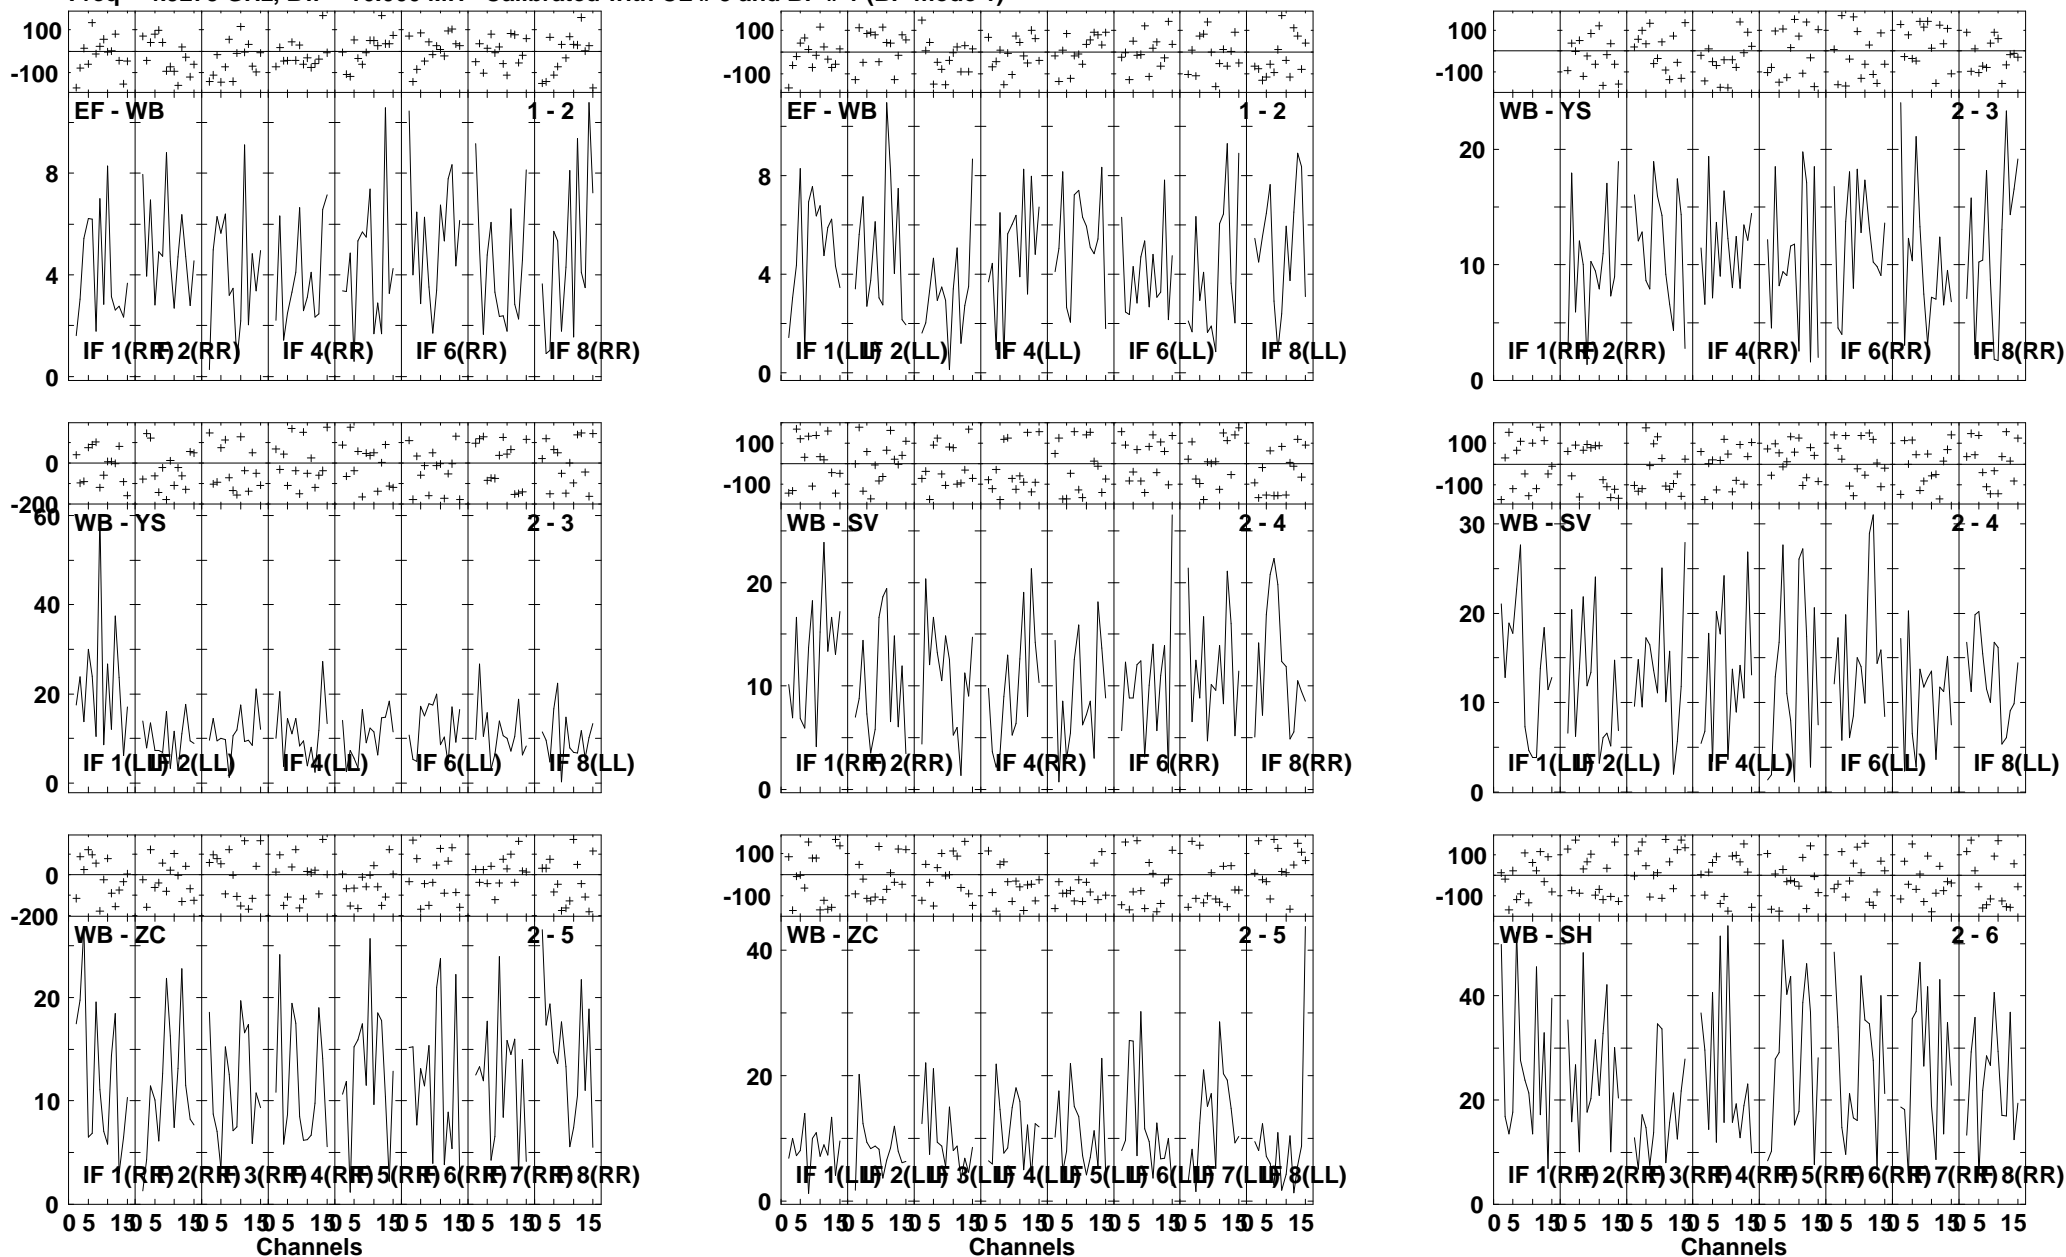 100 100 100
-100 -100 -100
EF - WB 1 - 2 EF - WB 1 - 2 WB - YS 2 - 3
8 8 20
4 4 10
IF 1(RR) IF 2(RR) IF 4(RR) IF 6(RR) IF 8(RR) IF 1(LL) IF 2(LL) IF 4(LL) IF 6(LL) IF 8(LL) IF 1(RR) IF 2(RR) IF 4(RR) IF 6(RR) IF 8(RR)
0 0 0
0 100 100
-200 -100 -100
60 30
WB - YS 2 - 3 WB - SV 2 - 4 WB - SV 2 - 4
40 20 20
20 10 10
IF 1(LL) IF 2(LL) IF 4(LL) IF 6(LL) IF 8(LL) IF 1(RR) IF 2(RR) IF 4(RR) IF 6(RR) IF 8(RR) IF 1(LL) IF 2(LL) IF 4(LL) IF 6(LL) IF 8(LL)
0 0 0
0 100 100
-200 -100 -100
WB - ZC 2 - 5 WB - ZC 2 - 5 WB - SH 2 - 6
20 40 40
10 20 20
IF 1(RR) IF 2(RR) IF 3(RR) IF 4(RR) IF 5(RR) IF 6(RR) IF 7(RR) IF 8(RR) IF 1(LL) IF 2(LL) IF 3(LL) IF 4(LL) IF 5(LL) IF 6(LL) IF 7(LL) IF 8(LL) IF 1(RR) IF 2(RR) IF 3(RR) IF 4(RR) IF 5(RR) IF 6(RR) IF 7(RR) IF 8(RR)
0 0 0
0 5 15 0 5 15 0 5 15 0 5 15 0 5 15 0 5 15 0 5 15 0 5 15 0 5 15 0 5 15 0 5 15 0 5 15 0 5 15 0 5 15 0 5 15 0 5 15 0 5 15 0 5 15 0 5 15 0 5 15 0 5 15 0 5 15 0 5 15 0 5 15
Channels Channels Channels